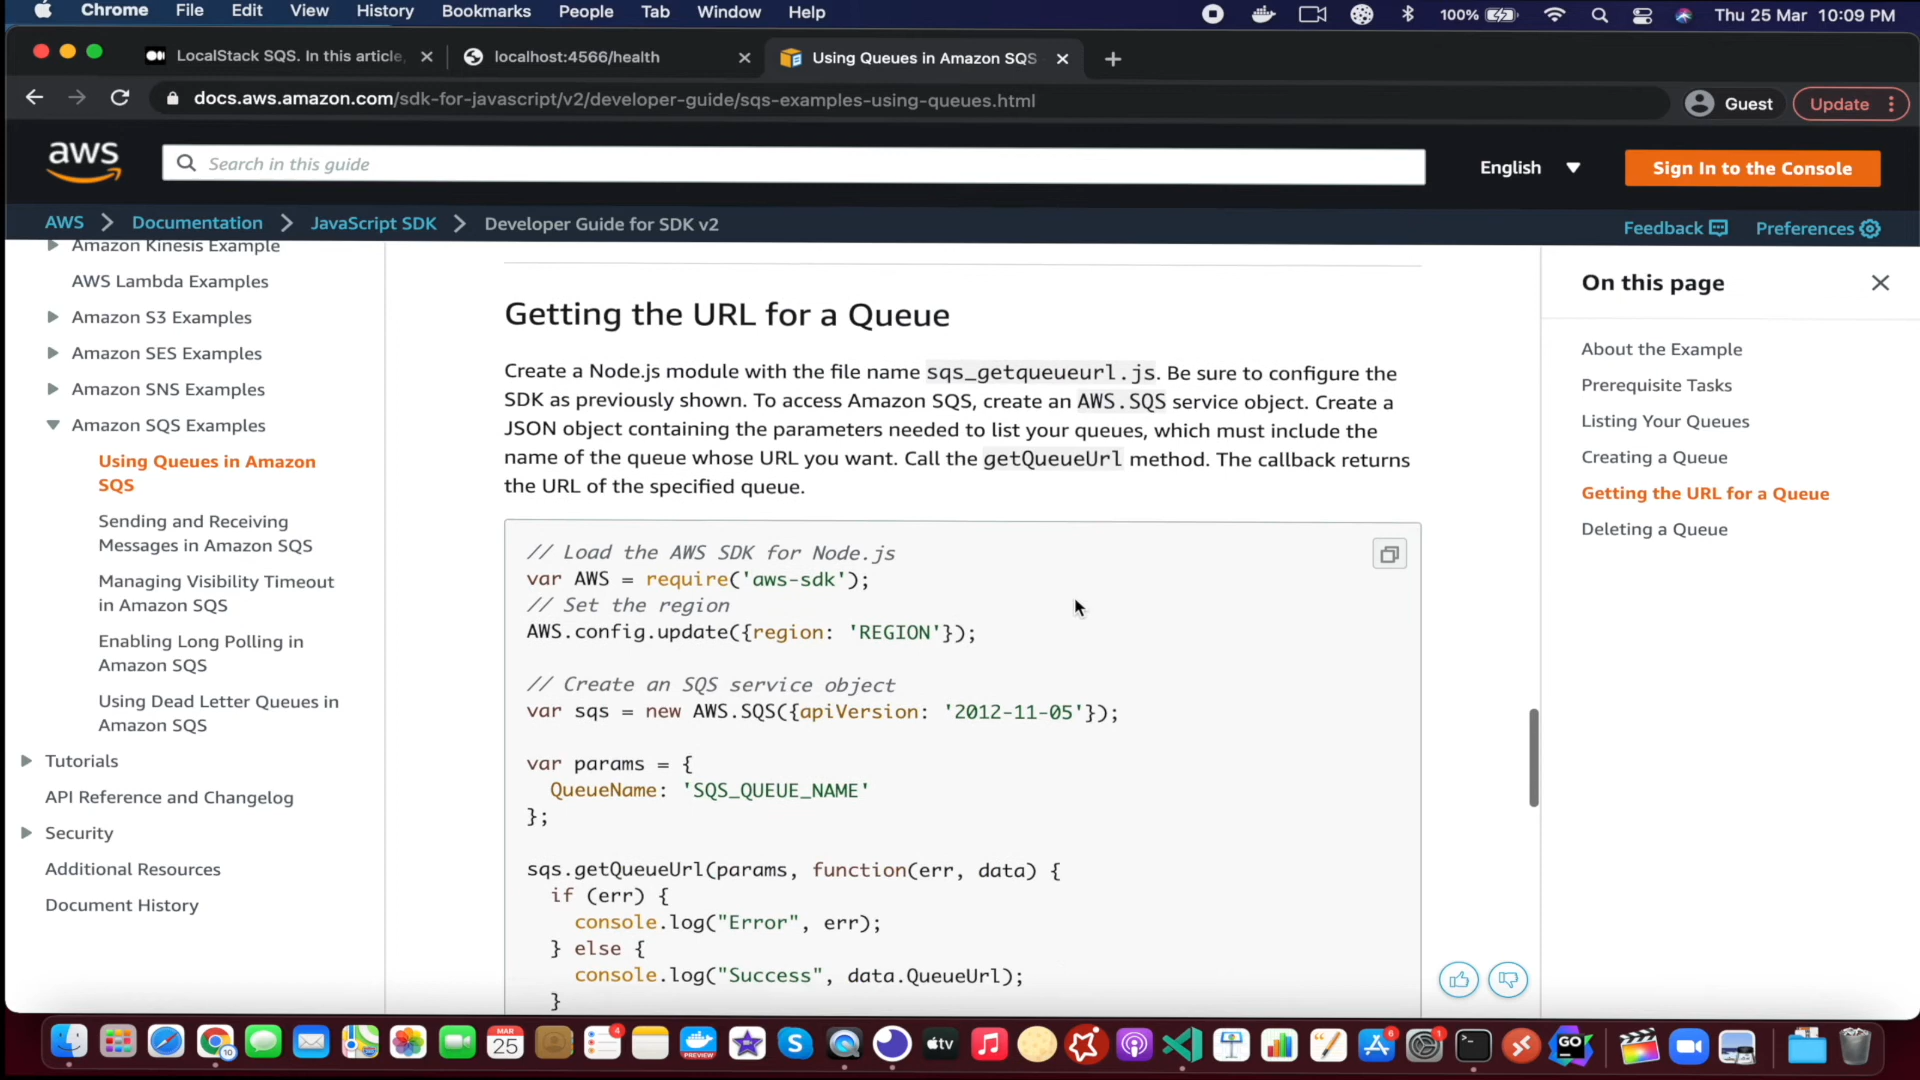 Chrome File Edit View History Bookmarks People Tab Window Help 100% Thu 25 Mar 10:09 PM
LocalStack SQS. In this article,
localhost:4566/health
Using Queues in Amazon SQS
docs.aws.amazon.com/sdk-for-javascript/v2/developer-guide/sqs-examples-using-queues.html
Guest
Update
aws
Search in this guide
English
Sign In to the Console
AWS
Documentation
JavaScript SDK
Developer Guide for SDK v2
Feedback
Preferences
Amazon Kinesis Example
AWS Lambda Examples
Amazon S3 Examples
Amazon SES Examples
Amazon SNS Examples
Amazon SQS Examples
Using Queues in Amazon
SQS
Sending and Receiving
Messages in Amazon SQS
Managing Visibility Timeout
in Amazon SQS
Enabling Long Polling in
Amazon SQS
Using Dead Letter Queues in
Amazon SQS
Tutorials
API Reference and Changelog
Security
Additional Resources
Document History
Getting the URL for a Queue
Create a Node.js module with the file name sqs_getqueueurl.js. Be sure to configure the
SDK as previously shown. To access Amazon SQS, create an AWS.SQS service object. Create a
JSON object containing the parameters needed to list your queues, which must include the
name of the queue whose URL you want. Call the getQueueUrl method. The callback returns
the URL of the specified queue.
// Load the AWS SDK for Node.js
var AWS = require('aws-sdk');
// Set the region
AWS.config.update({region: 'REGION'});
// Create an SQS service object
var sqs = new AWS.SQS({apiVersion: '2012-11-05'});
var params = {
QueueName: 'SQS_QUEUE_NAME'
};
sqs.getQueueUrl(params, function(err, data) {
if (err) {
console.log("Error", err);
} else {
console.log("Success", data.QueueUrl);
}
On this page
About the Example
Prerequisite Tasks
Listing Your Queues
Creating a Queue
Getting the URL for a Queue
Deleting a Queue
10
MAR
25
4
PREVIEW
S
tv
6
1
>_
GO